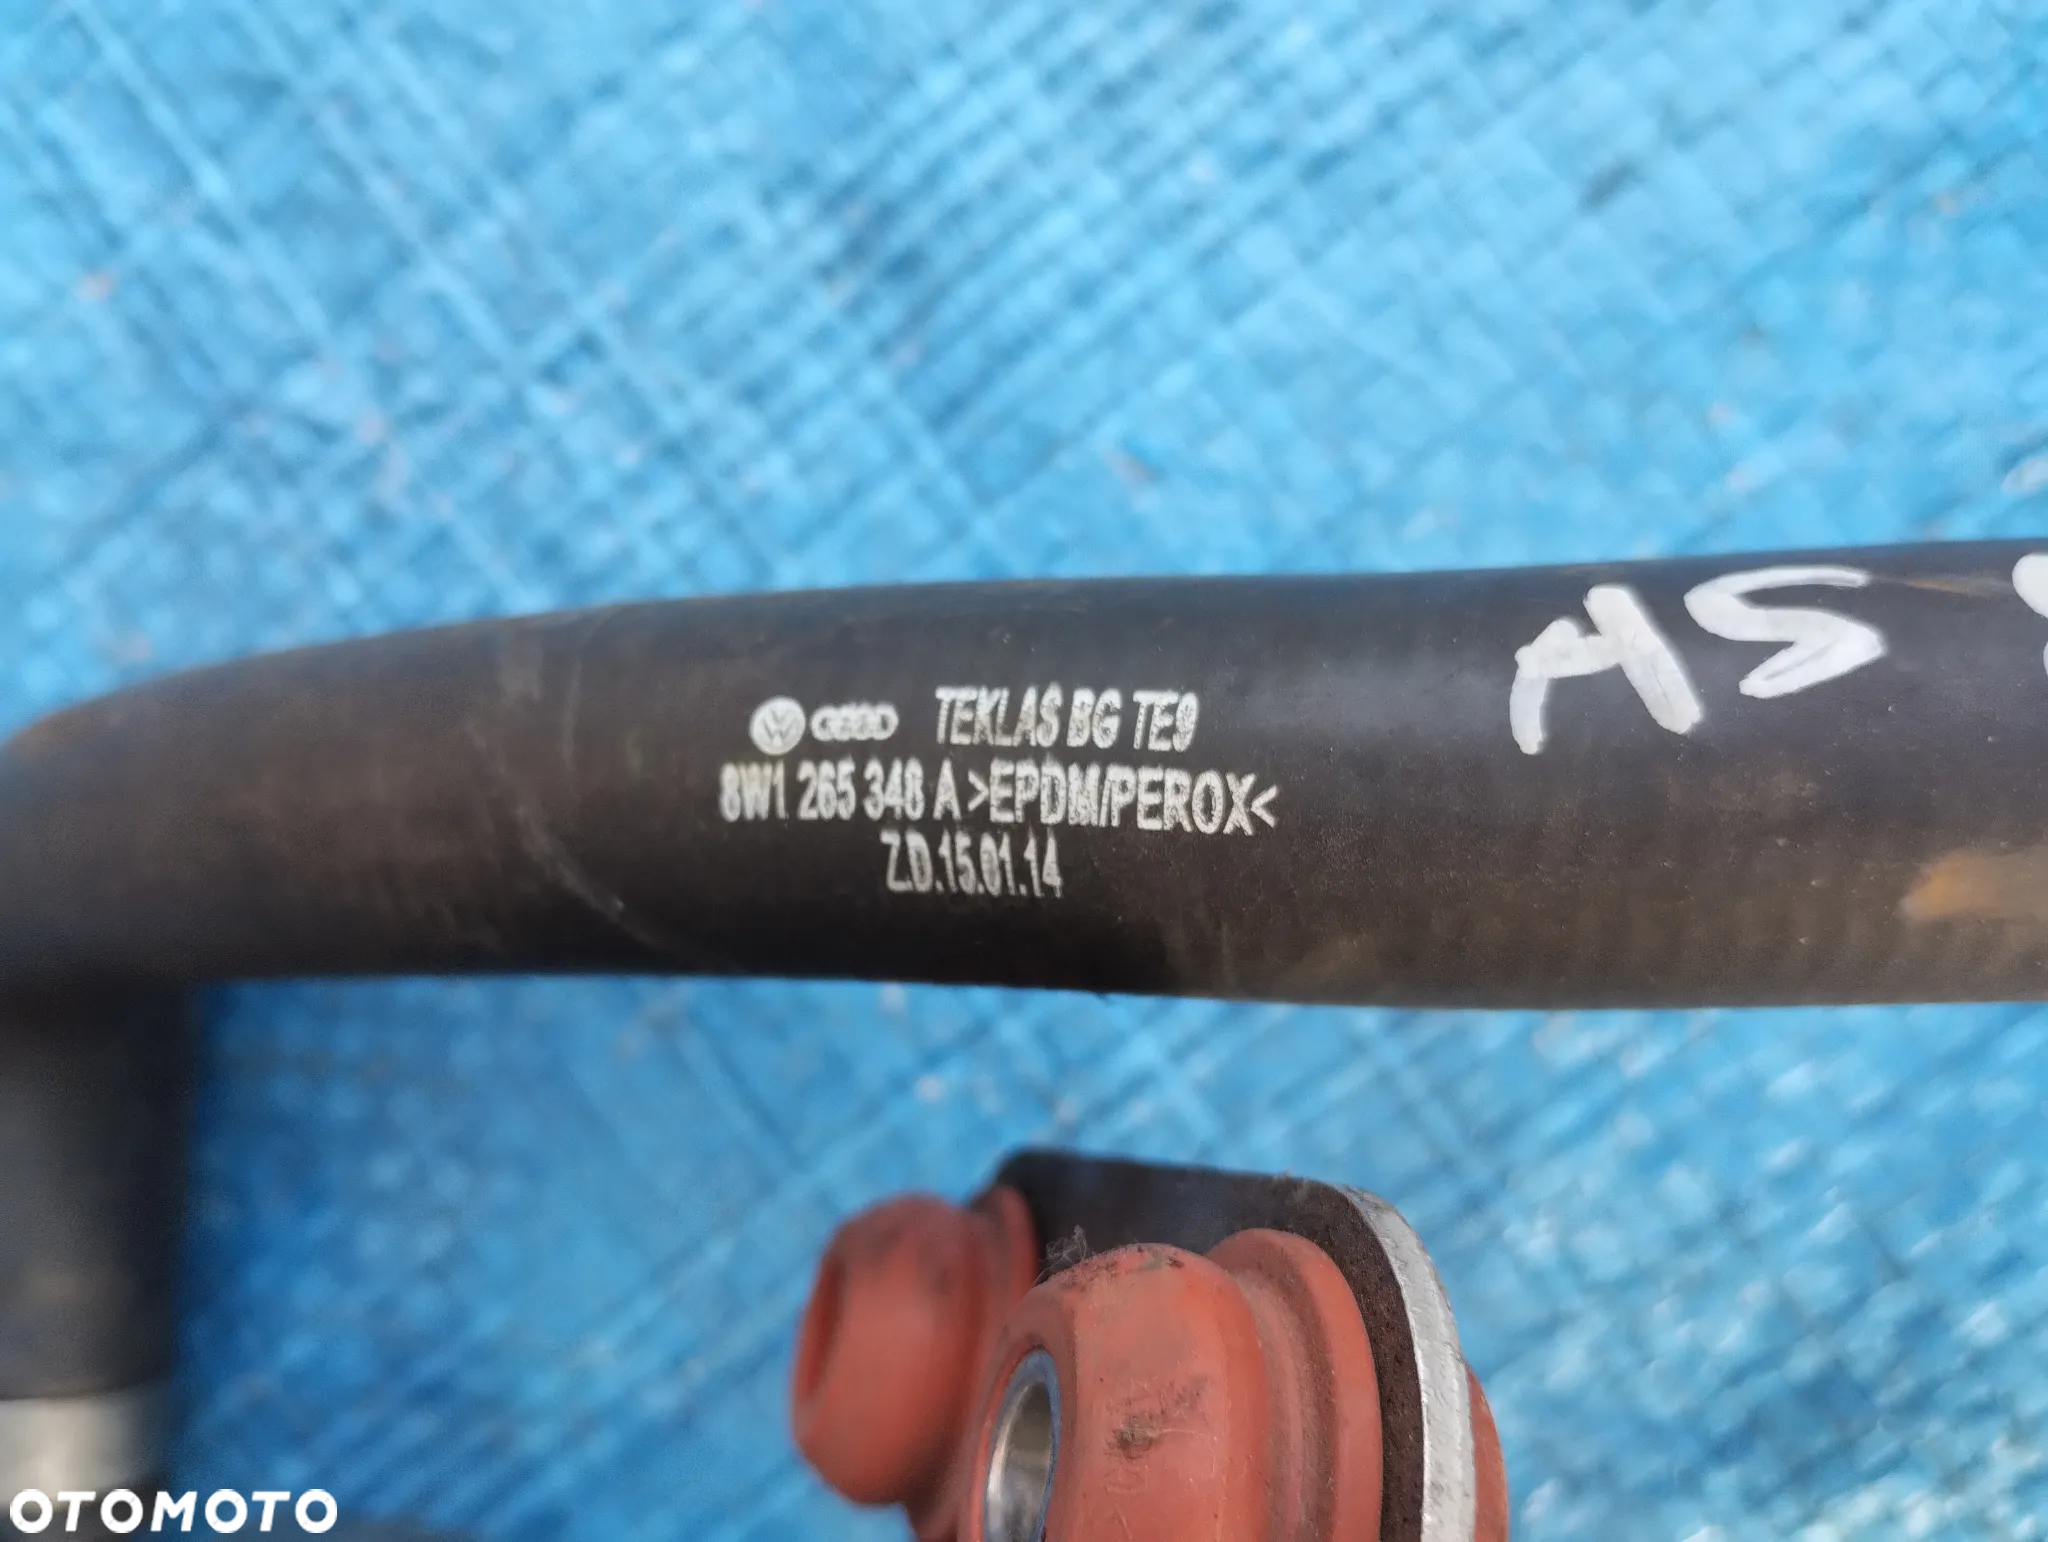 TEKLAS BG TE9
8W1 265 348 A >EPDM/PEROX<
Z.D.15.01.14
OTOMOTO